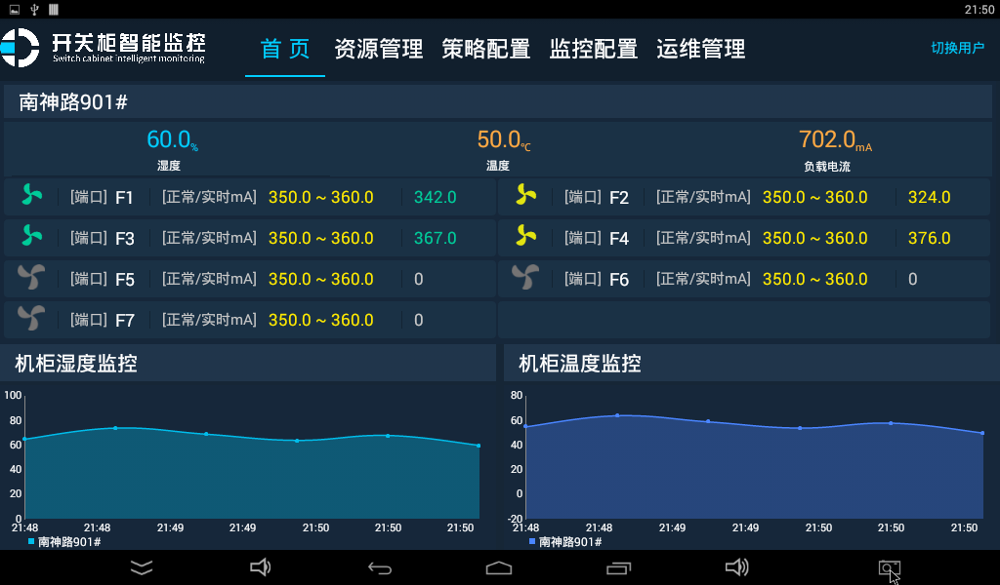 21:50
开关柜智能监控
Switch cabinet intelligent monitoring
首 页 资源管理 策略配置 监控配置 运维管理 切换用户
南神路901#
60.0% 50.0℃ 702.0mA
湿度 温度 负载电流
[端口] F1 [正常/实时mA] 350.0 ~ 360.0 342.0 [端口] F2 [正常/实时mA] 350.0 ~ 360.0 324.0
[端口] F3 [正常/实时mA] 350.0 ~ 360.0 367.0 [端口] F4 [正常/实时mA] 350.0 ~ 360.0 376.0
[端口] F5 [正常/实时mA] 350.0 ~ 360.0 0 [端口] F6 [正常/实时mA] 350.0 ~ 360.0 0
[端口] F7 [正常/实时mA] 350.0 ~ 360.0 0
机柜湿度监控
100
80
60
40
20
0
21:48 21:48 21:49 21:49 21:50 21:50 21:50
南神路901#
机柜温度监控
80
60
40
20
0
-20
21:48 21:48 21:49 21:49 21:50 21:50 21:50
南神路901#